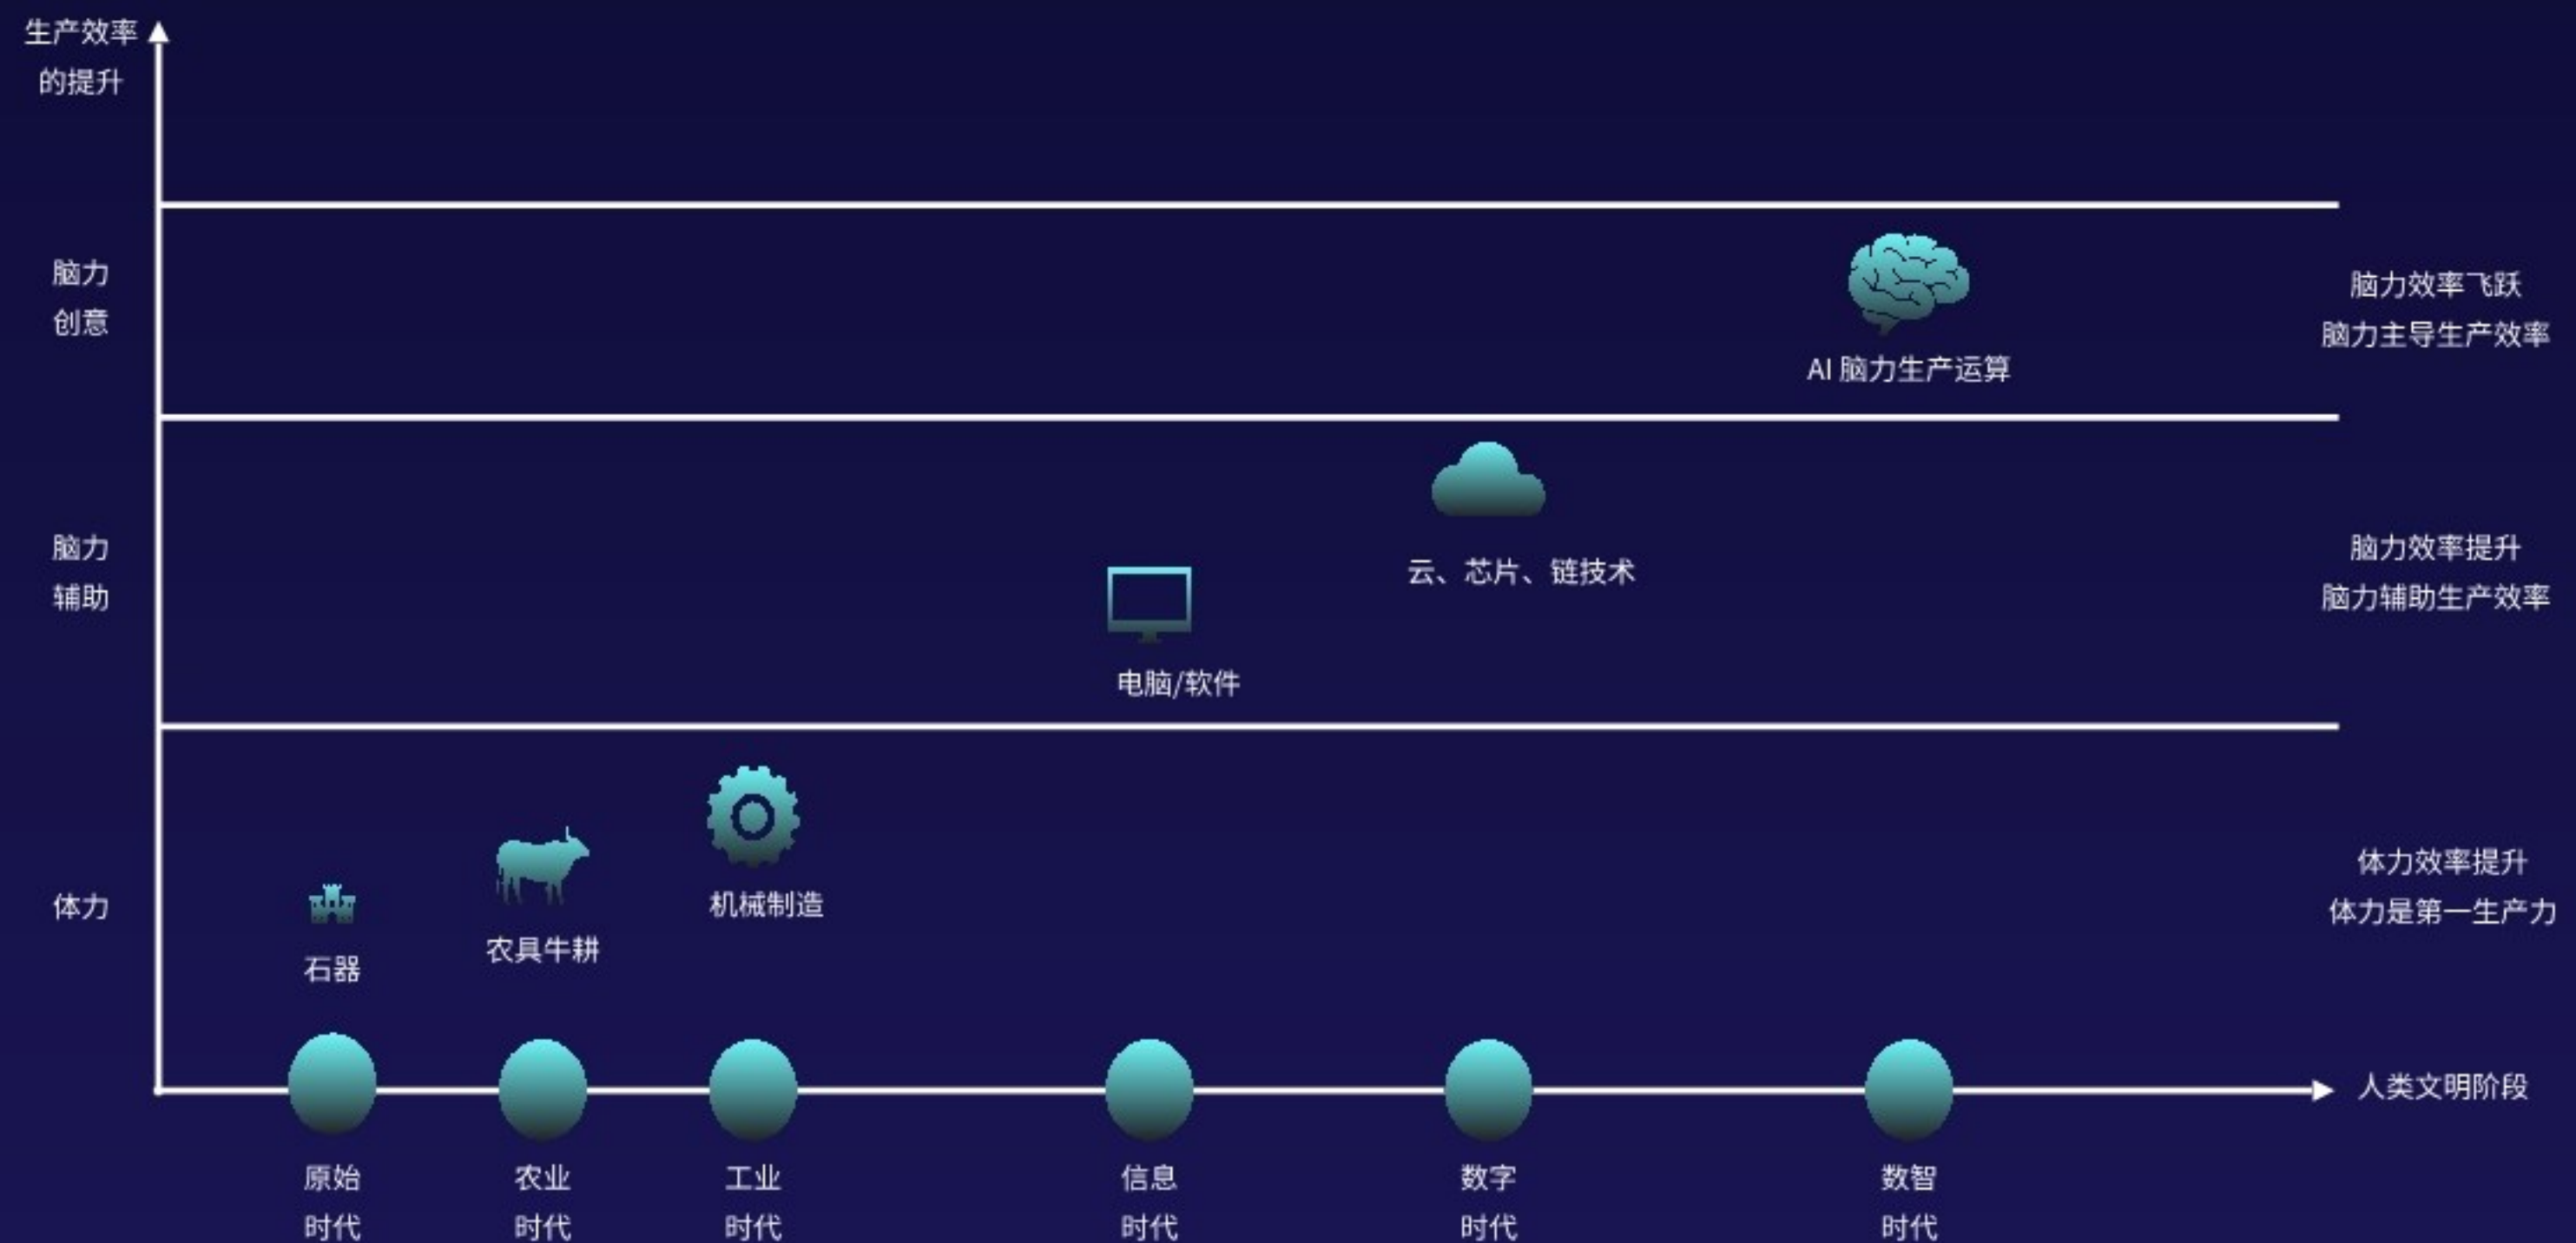 生产效率
的提升
脑力
创意
AI 脑力生产运算
脑力效率飞跃
脑力主导生产效率
脑力
辅助
云、芯片、链技术
电脑/软件
脑力效率提升
脑力辅助生产效率
体力
石器
农具牛耕
机械制造
体力效率提升
体力是第一生产力
人类文明阶段
原始
时代
农业
时代
工业
时代
信息
时代
数字
时代
数智
时代